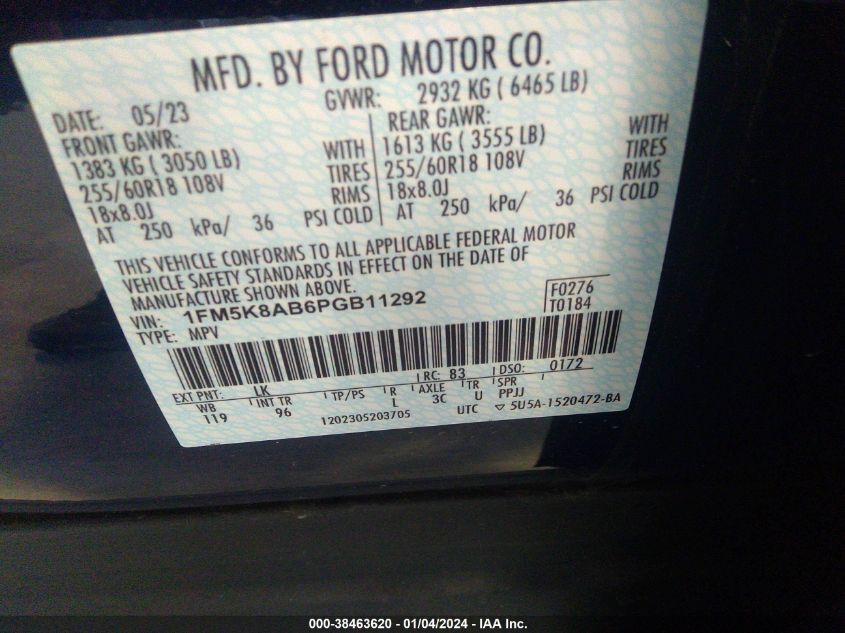 MFD. BY FORD MOTOR CO.
DATE: 05/23 GVWR: 2932 KG ( 6465 LB)
FRONT GAWR: REAR GAWR:
1383 KG ( 3050 LB) WITH 1613 KG ( 3555 LB) WITH
255/60R18 108V TIRES 255/60R18 108V TIRES
18x8.0J RIMS 18x8.0J RIMS
AT 250 kPa/ 36 PSI COLD AT 250 kPa/ 36 PSI COLD
THIS VEHICLE CONFORMS TO ALL APPLICABLE FEDERAL MOTOR
VEHICLE SAFETY STANDARDS IN EFFECT ON THE DATE OF
MANUFACTURE SHOWN ABOVE.
VIN: 1FM5K8AB6PGB11292 F0276
TYPE: MPV T0184
EXT PNT: LK RC: 83 DSO: 0172
WB INT TR TP/PS R AXLE TR SPR
119 96 L 3C U PPJJ
1202305203705 UTC ▽ 5U5A-1520472-BA
000-38463620 - 01/04/2024 - IAA Inc.